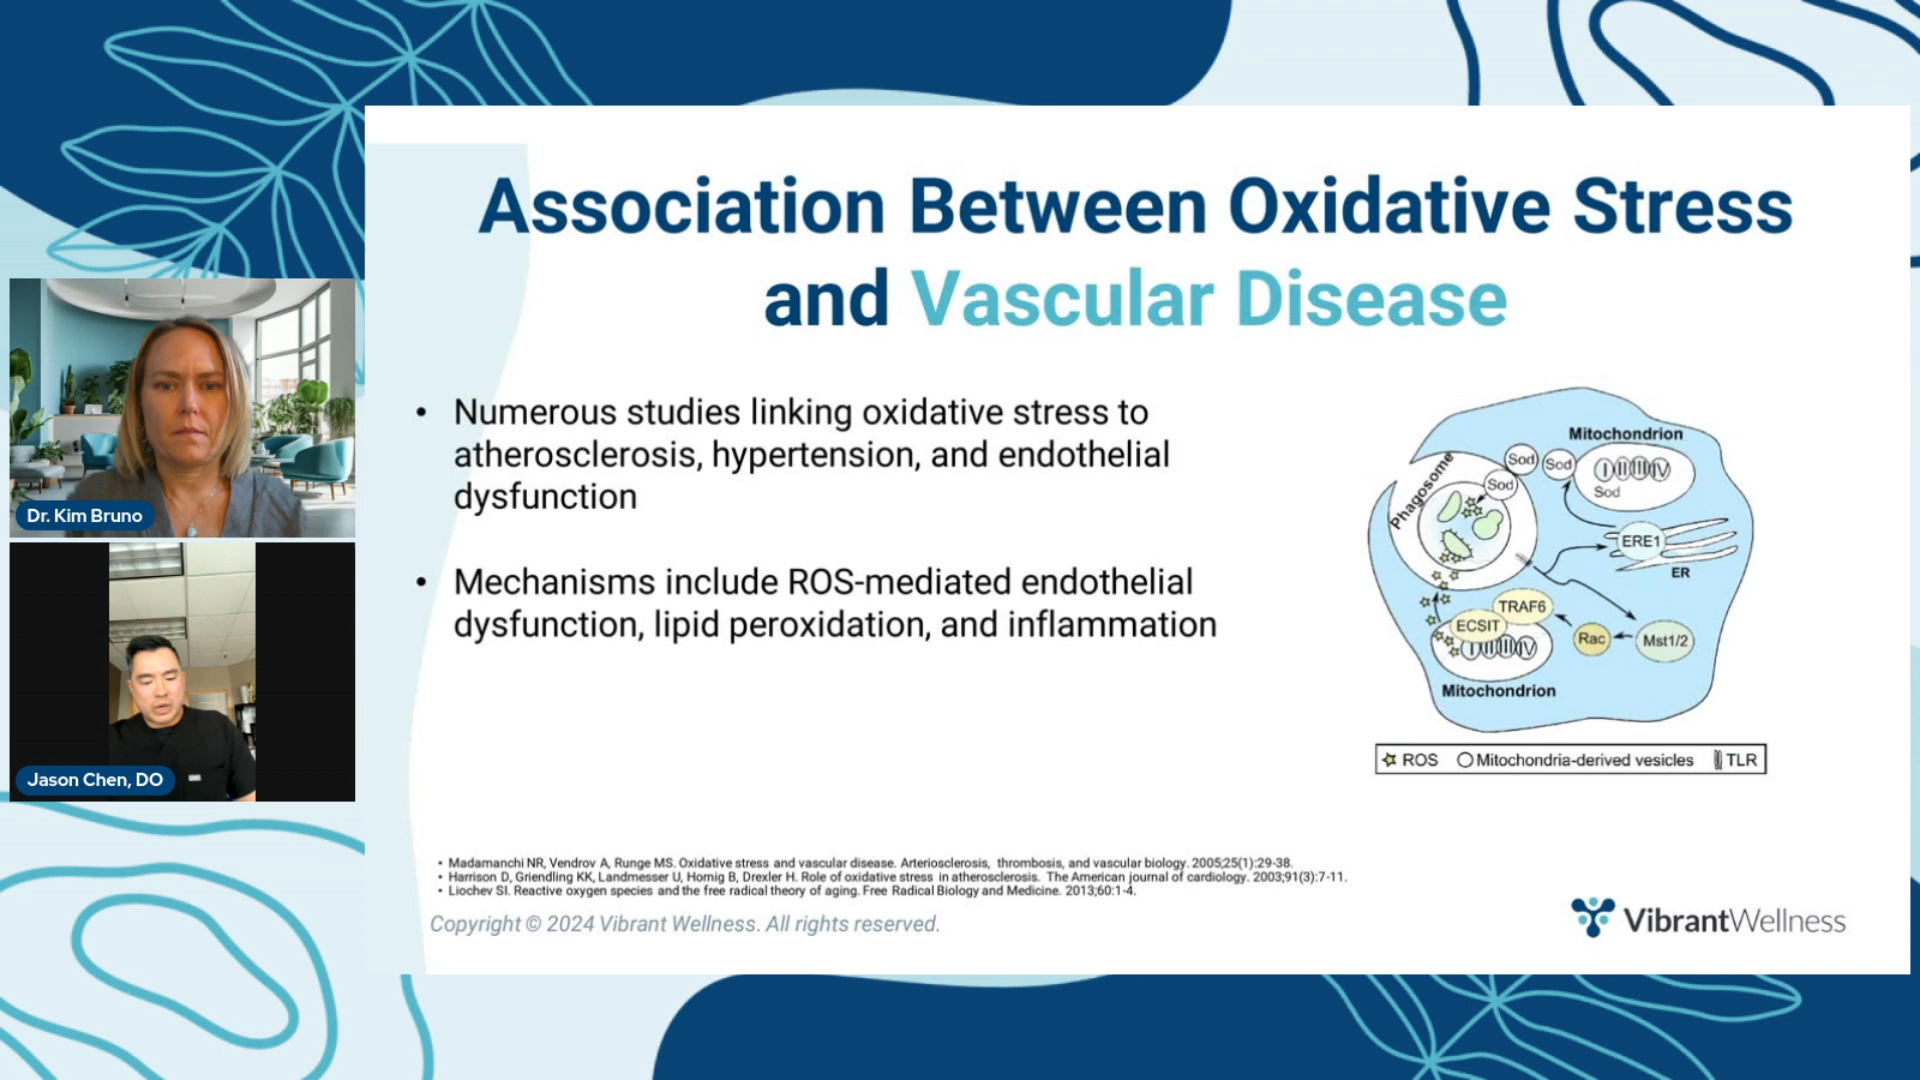 Association Between Oxidative Stress
and Vascular Disease
• Numerous studies linking oxidative stress to
atherosclerosis, hypertension, and endothelial
dysfunction
• Mechanisms include ROS-mediated endothelial
dysfunction, lipid peroxidation, and inflammation
Mitochondrion
Phagosome
Sod
Sod
Sod
I II III IV
Sod
ERE1
ER
TRAF6
ECSIT
Rac
Mst1/2
I II III IV
Mitochondrion
ROS Mitochondria-derived vesicles TLR
Dr. Kim Bruno
Jason Chen, DO
• Madamanchi NR, Vendrov A, Runge MS. Oxidative stress and vascular disease. Arteriosclerosis, thrombosis, and vascular biology. 2005;25(1):29-38.
• Harrison D, Griendling KK, Landmesser U, Hornig B, Drexler H. Role of oxidative stress in atherosclerosis. The American journal of cardiology. 2003;91(3):7-11.
• Liochev SI. Reactive oxygen species and the free radical theory of aging. Free Radical Biology and Medicine. 2013;60:1-4.
Copyright © 2024 Vibrant Wellness. All rights reserved.
VibrantWellness